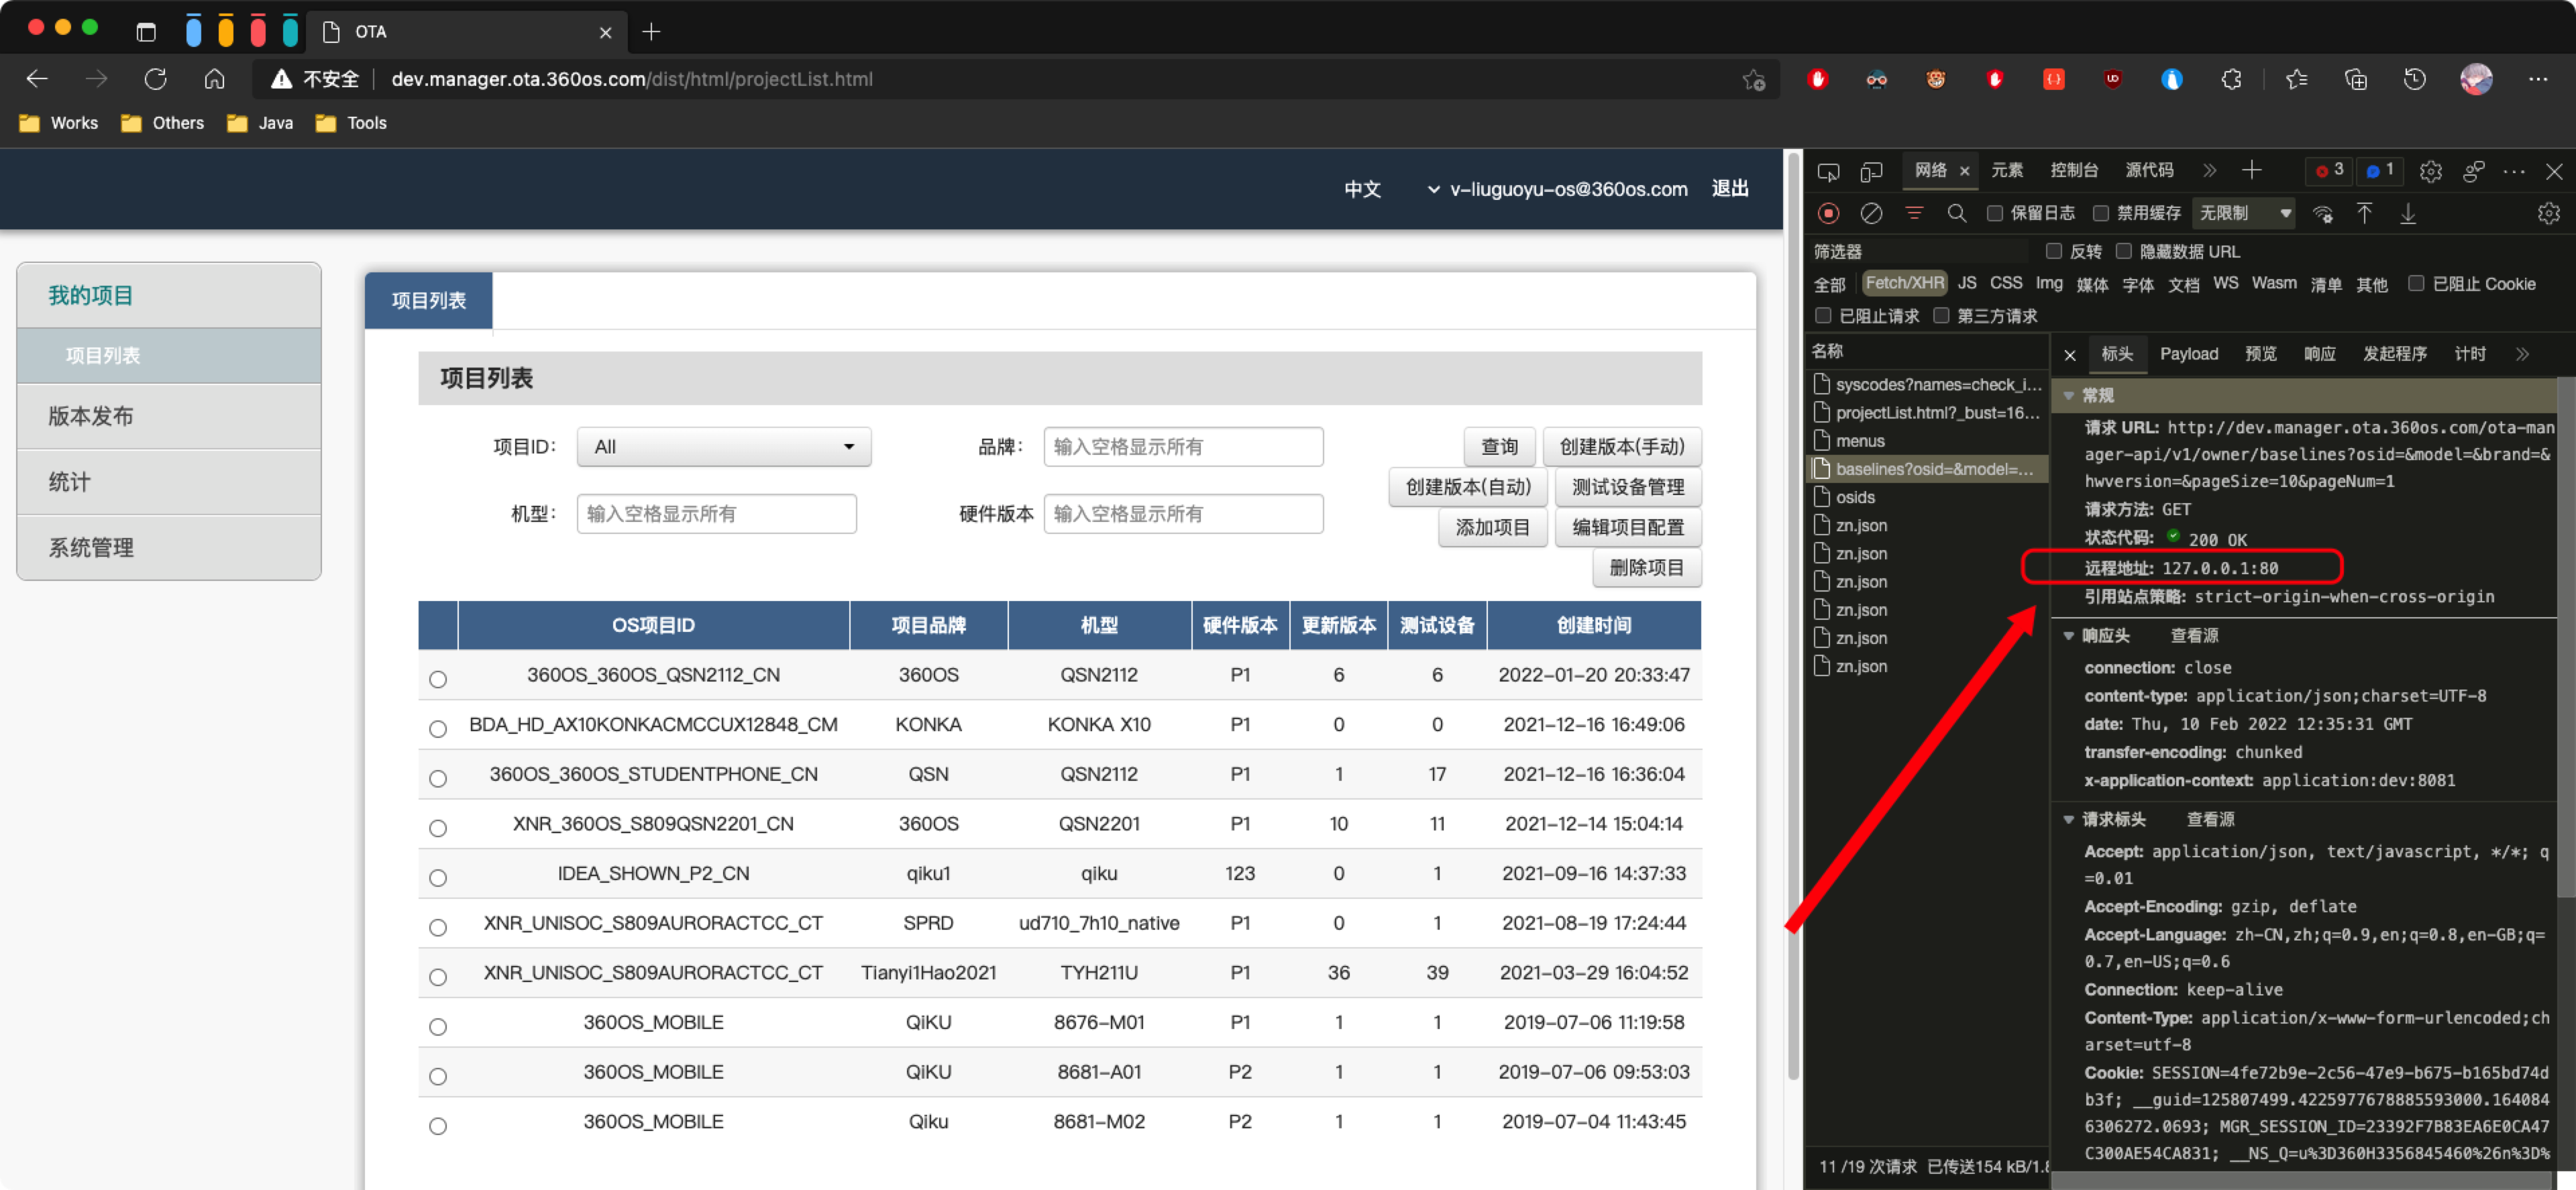 OTA
不安全 dev.manager.ota.360os.com/dist/html/projectList.html
Works Others Java Tools
中文 v-liuguoyu-os@360os.com 退出
我的项目
项目列表
版本发布
统计
系统管理
项目列表
项目列表
项目ID： All 品牌： 输入空格显示所有 查询 创建版本(手动)
创建版本(自动) 测试设备管理
机型： 输入空格显示所有 硬件版本 输入空格显示所有
添加项目 编辑项目配置
删除项目
OS项目ID 项目品牌 机型 硬件版本 更新版本 测试设备 创建时间
360OS_360OS_QSN2112_CN 360OS QSN2112 P1 6 6 2022-01-20 20:33:47
BDA_HD_AX10KONKACMCCUX12848_CM KONKA KONKA X10 P1 0 0 2021-12-16 16:49:06
360OS_360OS_STUDENTPHONE_CN QSN QSN2112 P1 1 17 2021-12-16 16:36:04
XNR_360OS_S809QSN2201_CN 360OS QSN2201 P1 10 11 2021-12-14 15:04:14
IDEA_SHOWN_P2_CN qiku1 qiku 123 0 1 2021-09-16 14:37:33
XNR_UNISOC_S809AURORACTCC_CT SPRD ud710_7h10_native P1 0 1 2021-08-19 17:24:44
XNR_UNISOC_S809AURORACTCC_CT Tianyi1Hao2021 TYH211U P1 36 39 2021-03-29 16:04:52
360OS_MOBILE QiKU 8676-M01 P1 1 1 2019-07-06 11:19:58
360OS_MOBILE QiKU 8681-A01 P2 1 1 2019-07-06 09:53:03
360OS_MOBILE Qiku 8681-M02 P2 1 1 2019-07-04 11:43:45
网络 元素 控制台 源代码 3 1
保留日志 禁用缓存 无限制
筛选器 反转 隐藏数据 URL
全部 Fetch/XHR JS CSS Img 媒体 字体 文档 WS Wasm 清单 其他 已阻止 Cookie
已阻止请求 第三方请求
名称
syscodes?names=check_i...
projectList.html?_bust=16...
menus
baselines?osid=&model=...
osids
zn.json
zn.json
zn.json
zn.json
zn.json
zn.json
11 /19 次请求 已传送154 kB/1.8
标头 Payload 预览 响应 发起程序 计时
常规
请求 URL: http://dev.manager.ota.360os.com/ota-man
ager-api/v1/owner/baselines?osid=&model=&brand=&
hwversion=&pageSize=10&pageNum=1
请求方法: GET
状态代码: 200 OK
远程地址: 127.0.0.1:80
引用站点策略: strict-origin-when-cross-origin
响应头 查看源
connection: close
content-type: application/json;charset=UTF-8
date: Thu, 10 Feb 2022 12:35:31 GMT
transfer-encoding: chunked
x-application-context: application:dev:8081
请求标头 查看源
Accept: application/json, text/javascript, */*; q
=0.01
Accept-Encoding: gzip, deflate
Accept-Language: zh-CN,zh;q=0.9,en;q=0.8,en-GB;q=
0.7,en-US;q=0.6
Connection: keep-alive
Content-Type: application/x-www-form-urlencoded;ch
arset=utf-8
Cookie: SESSION=4fe72b9e-2c56-47e9-b675-b165bd74d
b3f; __guid=125807499.4225977678885593000.164084
6306272.0693; MGR_SESSION_ID=23392F7B83EA6E0CA47
C300AE54CA831; __NS_Q=u%3D360H3356845460%26n%3D%